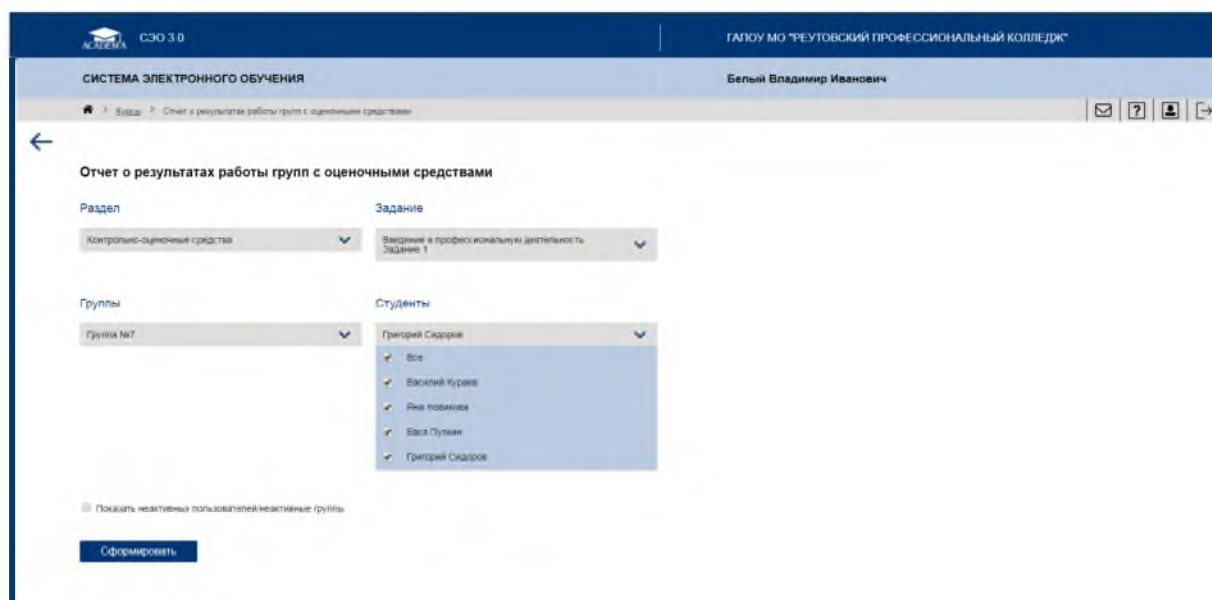 ACADEMA СЭО 3.0
ГАПОУ МО "РЕУТОВСКИЙ ПРОФЕССИОНАЛЬНЫЙ КОЛЛЕДЖ"
СИСТЕМА ЭЛЕКТРОННОГО ОБУЧЕНИЯ
Белый Владимир Иванович
> Курсы > Отчет о результатах работы групп с оценочными средствами
Отчет о результатах работы групп с оценочными средствами
Раздел
Задание
Контрольно-оценочные средства
Введение в профессиональную деятельность
Задание 1
Группы
Студенты
Группа №7
Григорий Сидоров
Все
Василий Кураев
Яна Новикова
Вася Пупкин
Григорий Сидоров
Показать неактивных пользователей/неактивные группы
Сформировать